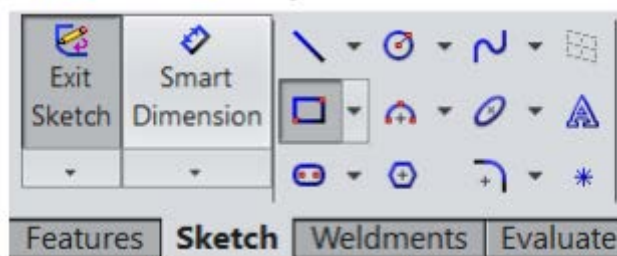 Exit Sketch
Smart Dimension
Features Sketch Weldments Evaluate